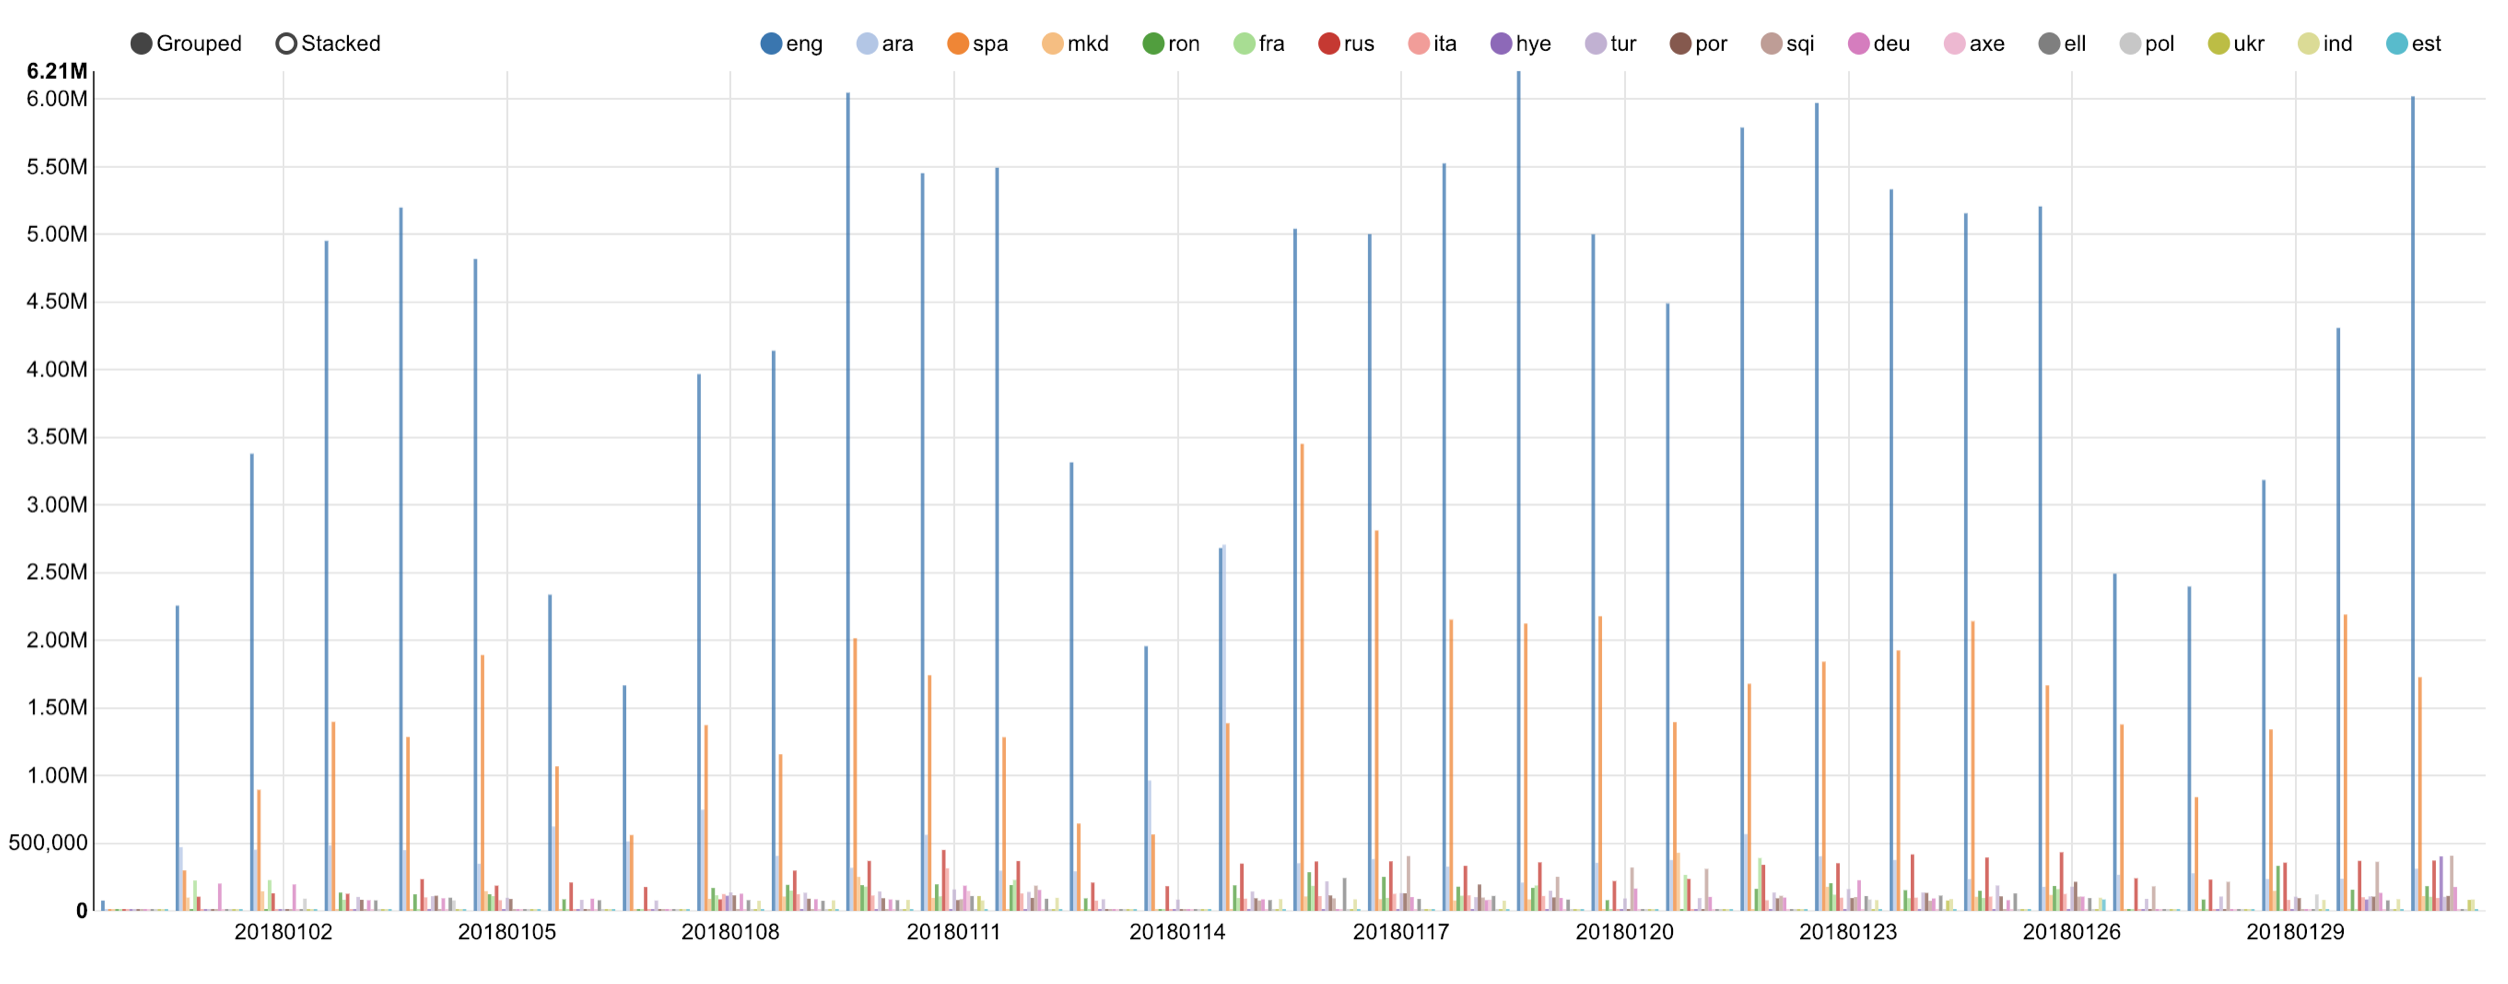 Grouped Stacked eng ara spa mkd ron fra rus ita hye tur por sqi deu axe ell pol ukr ind est
6.21M
6.00M
5.50M
5.00M
4.50M
4.00M
3.50M
3.00M
2.50M
2.00M
1.50M
1.00M
500,000
0
20180102 20180105 20180108 20180111 20180114 20180117 20180120 20180123 20180126 20180129